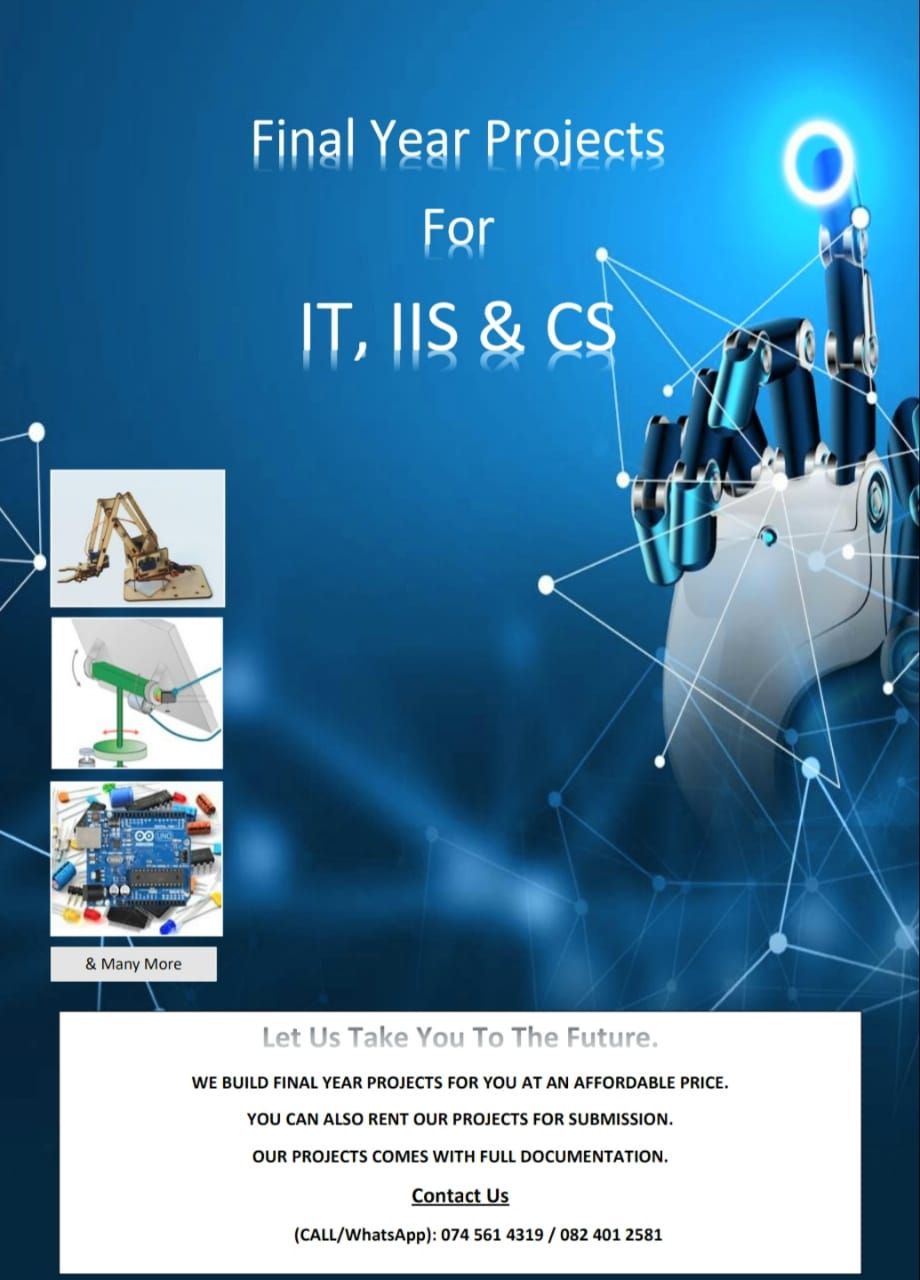 Final Year Projects
For
IT, IIS & CS
UNO
& Many More
Let Us Take You To The Future.
WE BUILD FINAL YEAR PROJECTS FOR YOU AT AN AFFORDABLE PRICE.
YOU CAN ALSO RENT OUR PROJECTS FOR SUBMISSION.
OUR PROJECTS COMES WITH FULL DOCUMENTATION.
Contact Us
(CALL/WhatsApp): 074 561 4319 / 082 401 2581